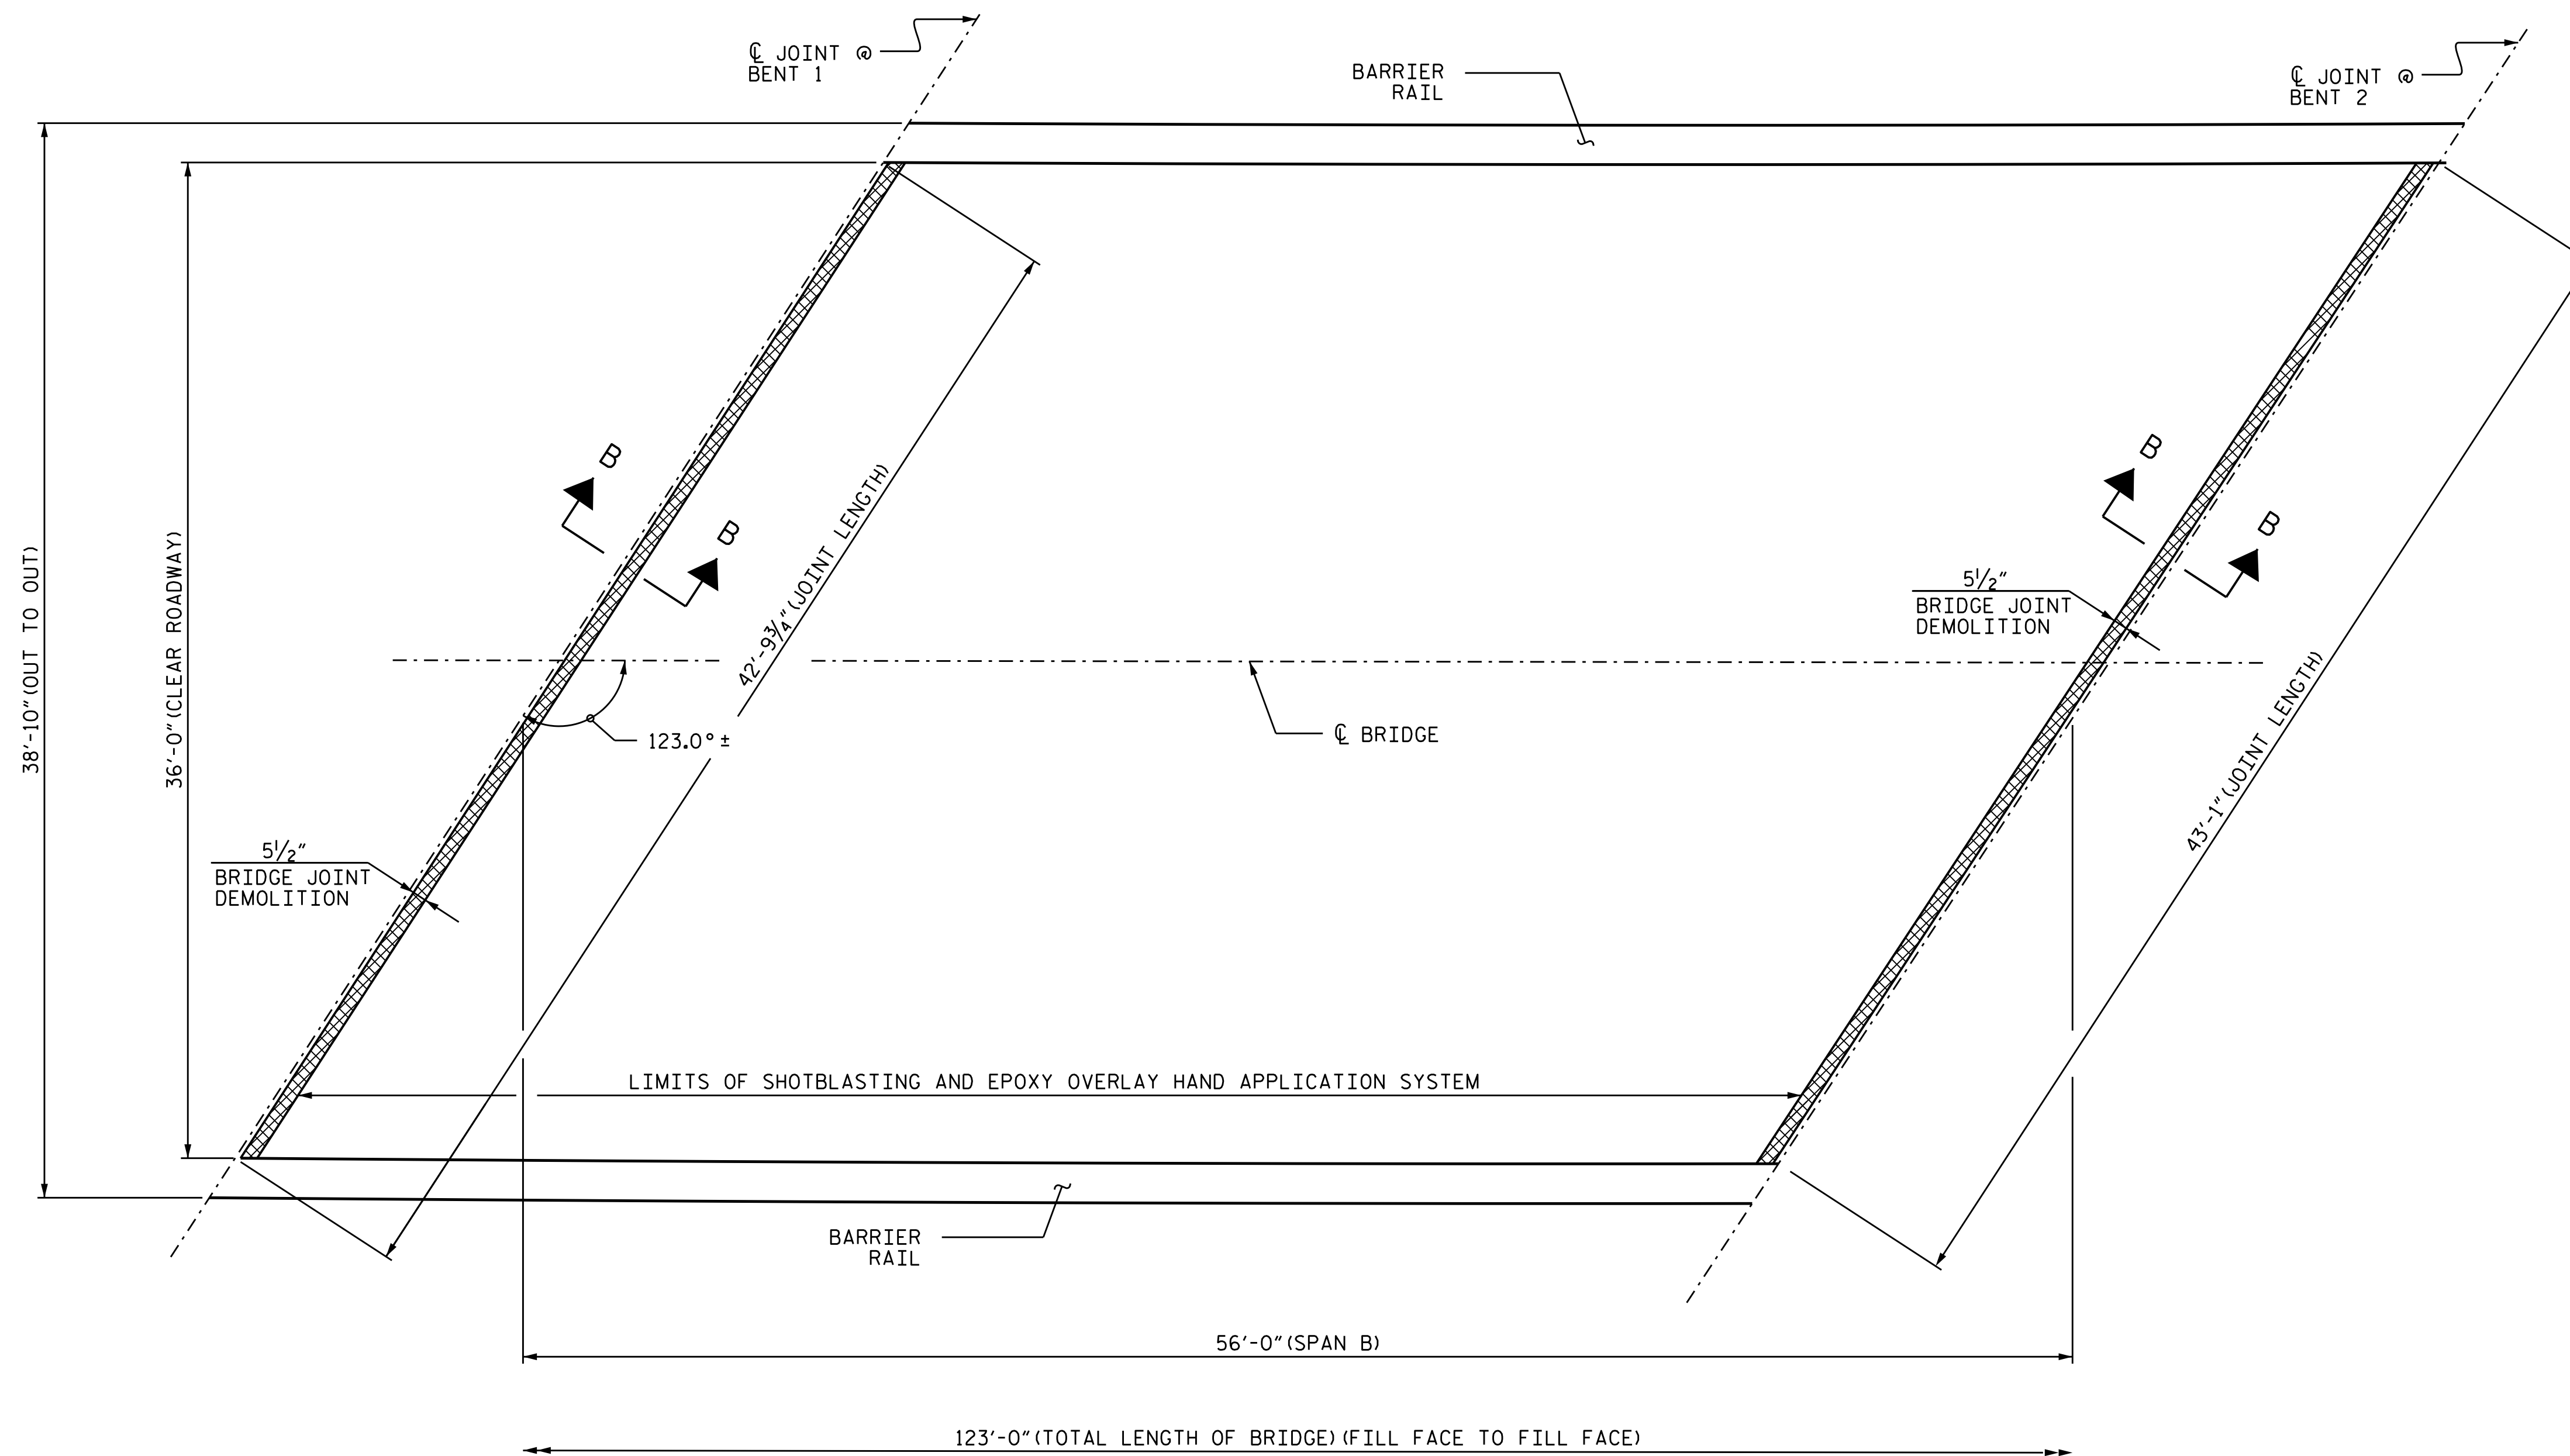 ℄ JOINT @
BENT 1
BARRIER
RAIL
℄ JOINT @
BENT 2
38'-10" (OUT TO OUT)
36'-0" (CLEAR ROADWAY)
B
B
42'-9¾" (JOINT LENGTH)
B
B
5½"
BRIDGE JOINT
DEMOLITION
43'-1" (JOINT LENGTH)
123.0°±
℄ BRIDGE
5½"
BRIDGE JOINT
DEMOLITION
LIMITS OF SHOTBLASTING AND EPOXY OVERLAY HAND APPLICATION SYSTEM
BARRIER
RAIL
56'-0" (SPAN B)
123'-0" (TOTAL LENGTH OF BRIDGE) (FILL FACE TO FILL FACE)